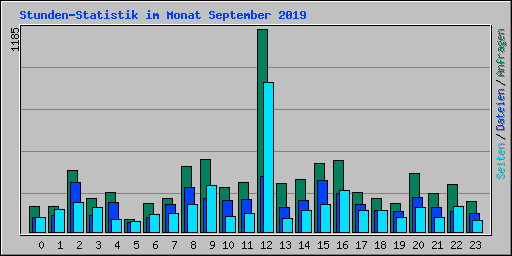 Stunden-Statistik im Monat September 2019
1185
Seiten / Dateien / Anfragen
0 1 2 3 4 5 6 7 8 9 10 11 12 13 14 15 16 17 18 19 20 21 22 23